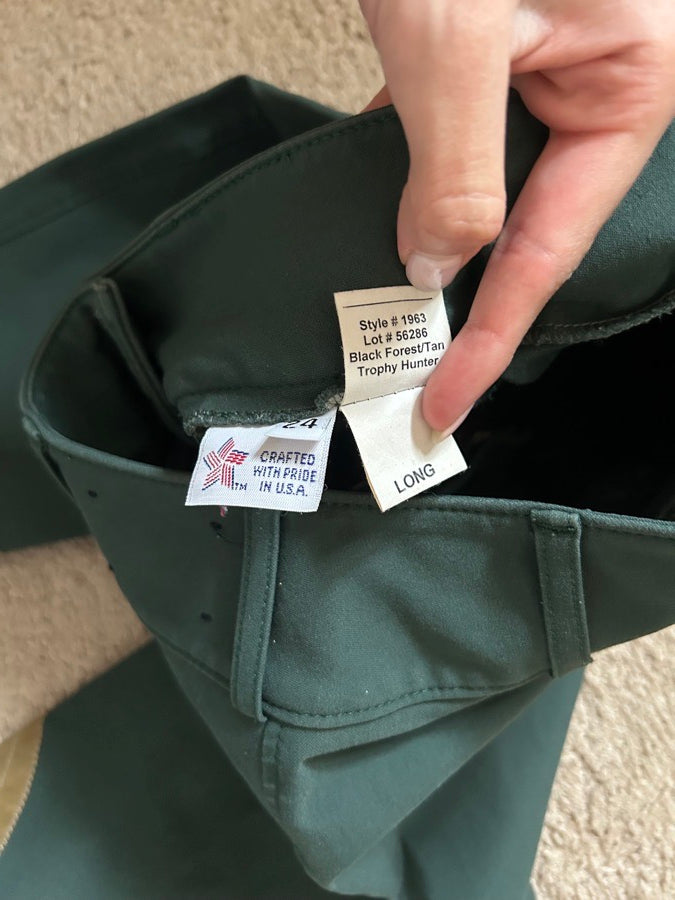 Style # 1963
Lot # 56286
Black Forest/Tan
Trophy Hunter
LONG
24
CRAFTED
WITH PRIDE
IN U.S.A.
TM